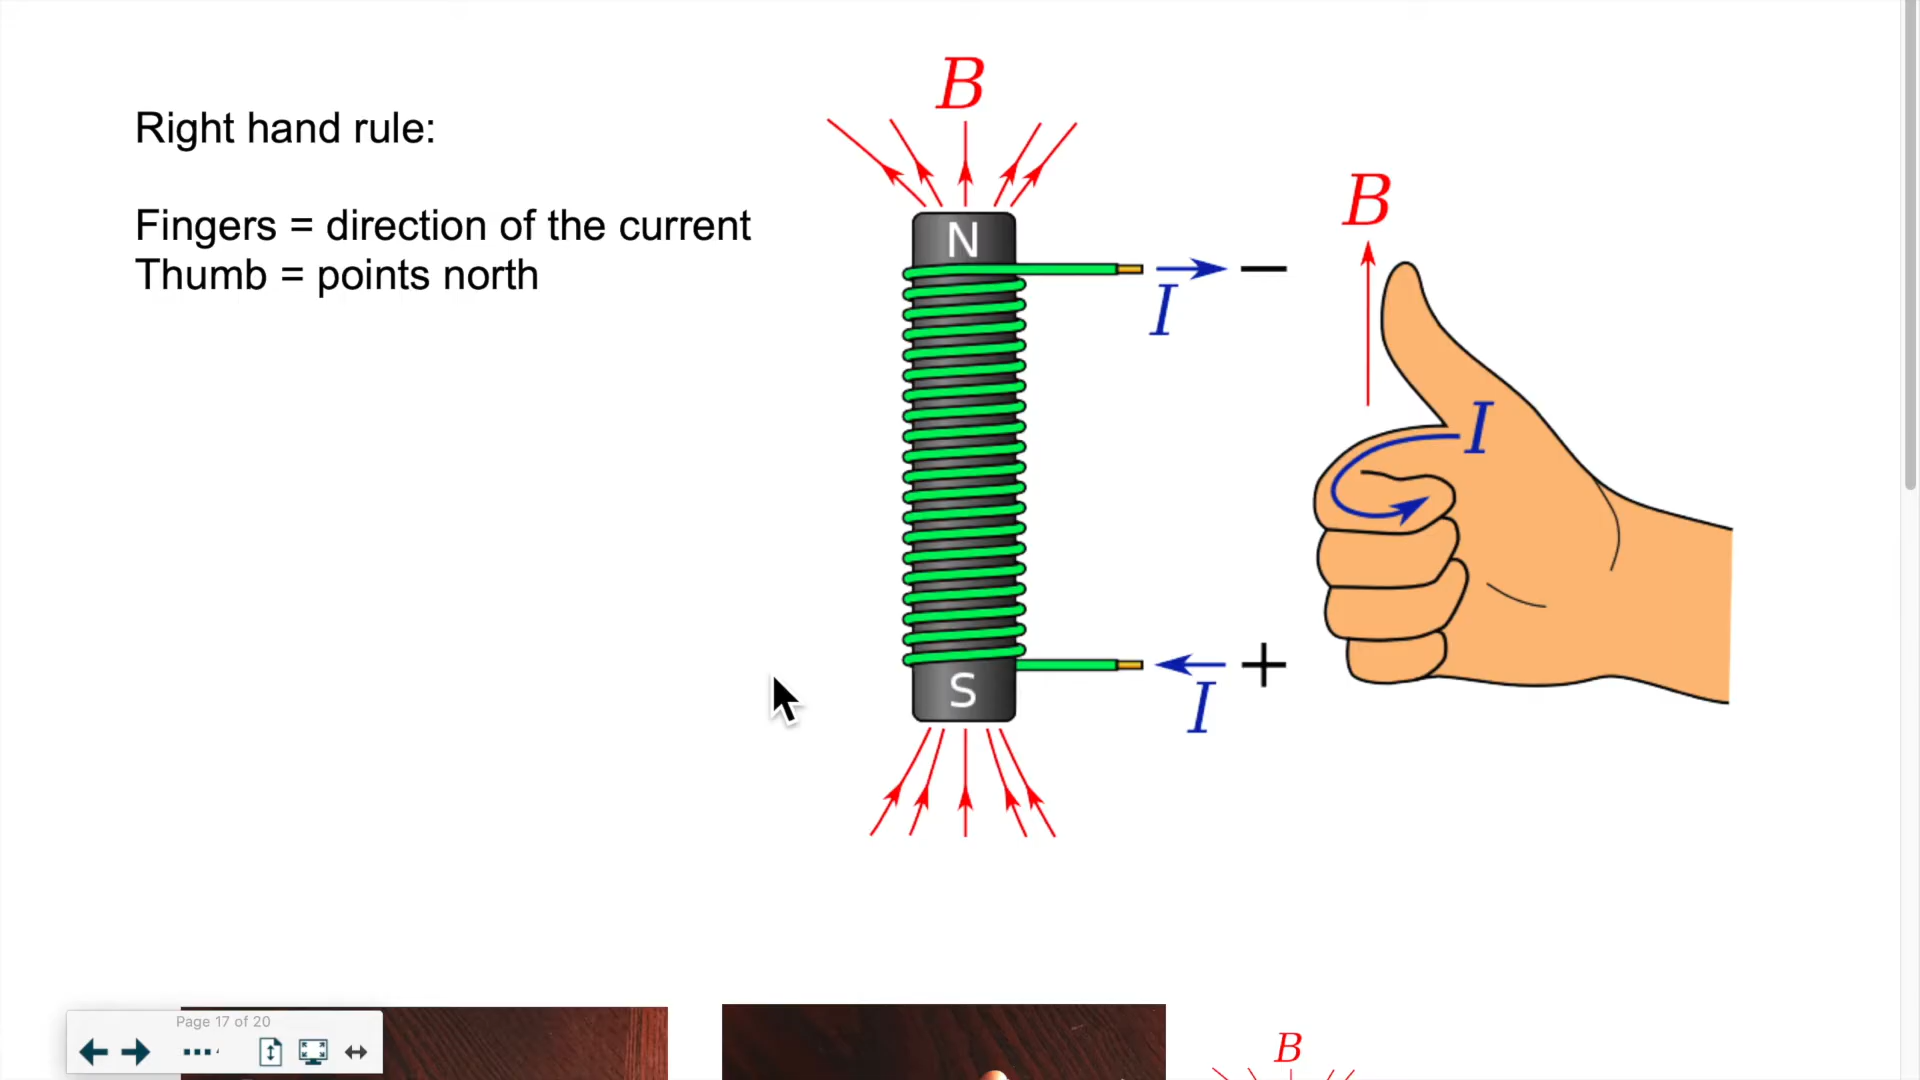 Right hand rule:
Fingers = direction of the current
Thumb = points north
B
N
I
−
B
I
S
I
+
Page 17 of 20
B